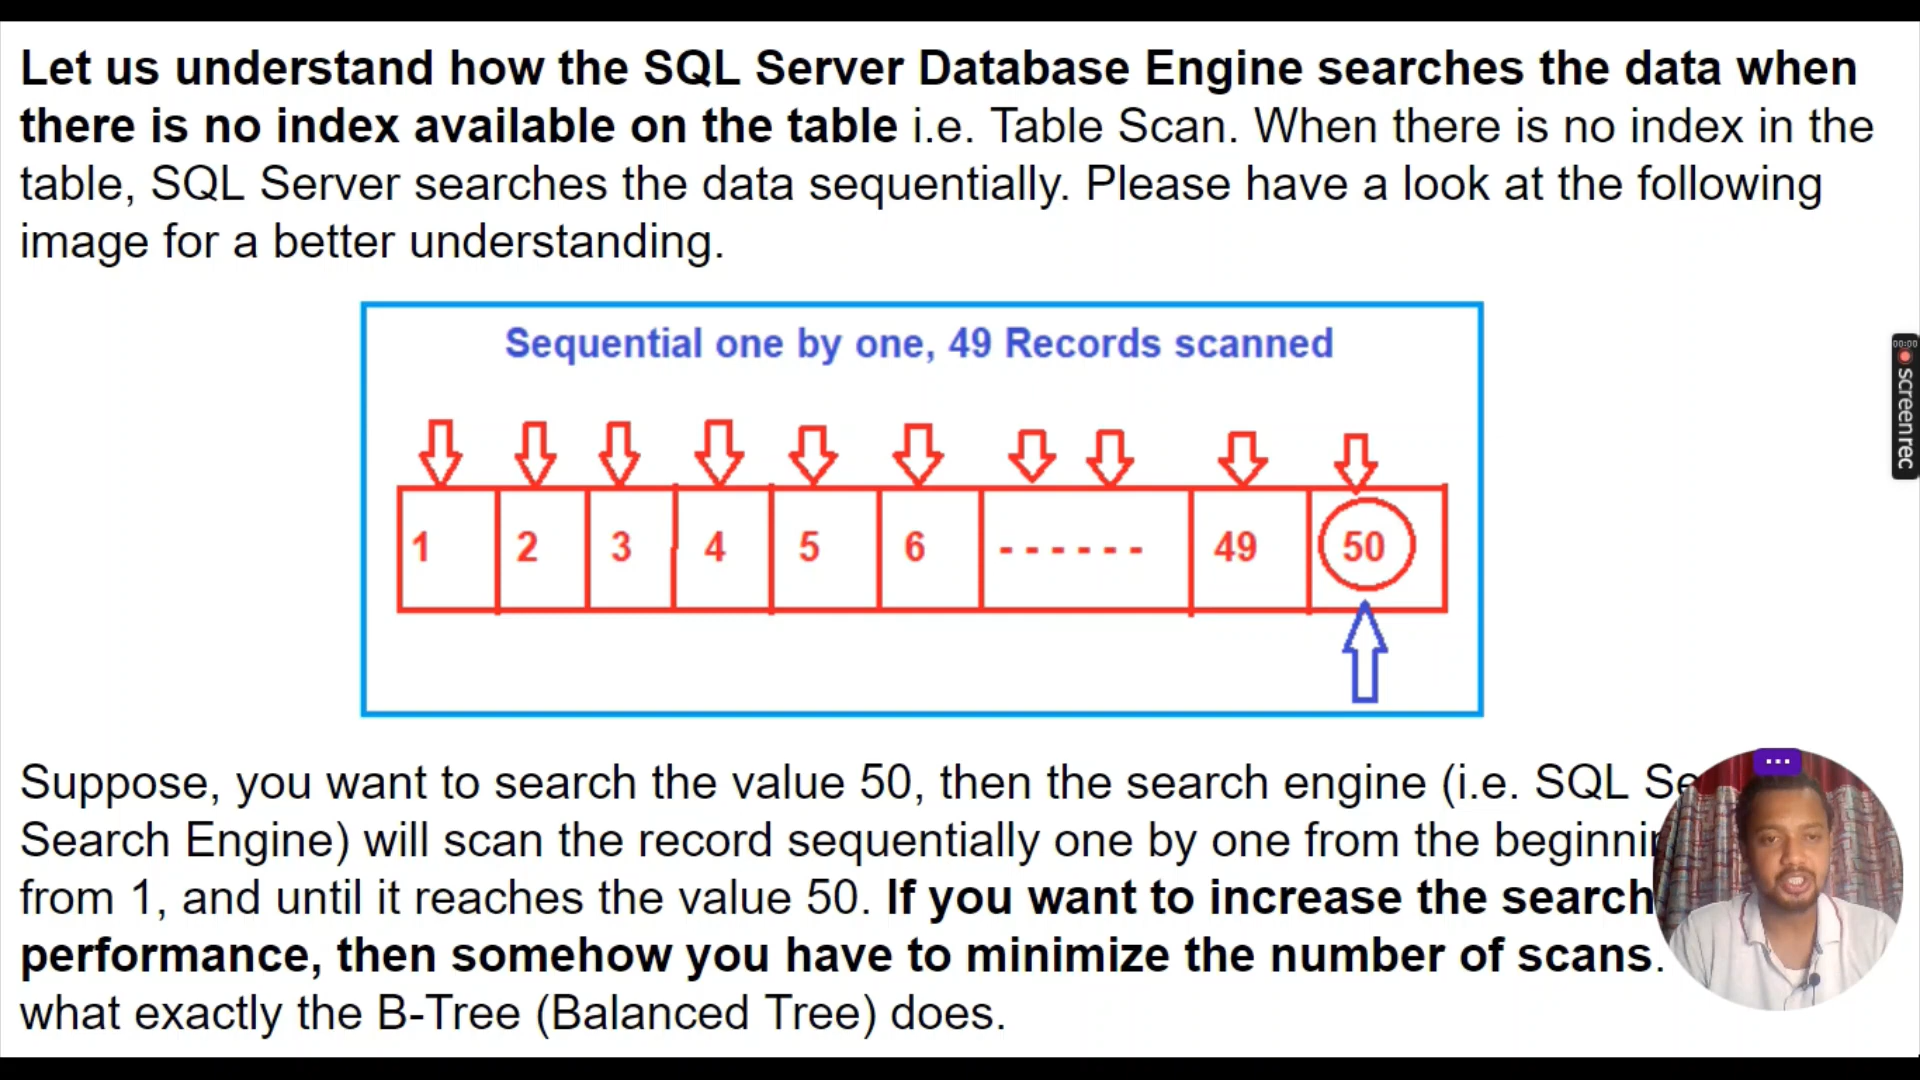 Let us understand how the SQL Server Database Engine searches the data when
there is no index available on the table i.e. Table Scan. When there is no index in the
table, SQL Server searches the data sequentially. Please have a look at the following
image for a better understanding.
Sequential one by one, 49 Records scanned
1 2 3 4 5 6 ------ 49 50
00:00
screenrec
Suppose, you want to search the value 50, then the search engine (i.e. SQL
Search Engine) will scan the record sequentially one by one from the
from 1, and until it reaches the value 50. If you want to increase the search
performance, then somehow you have to minimize the number of scans.
what exactly the B-Tree (Balanced Tree) does.